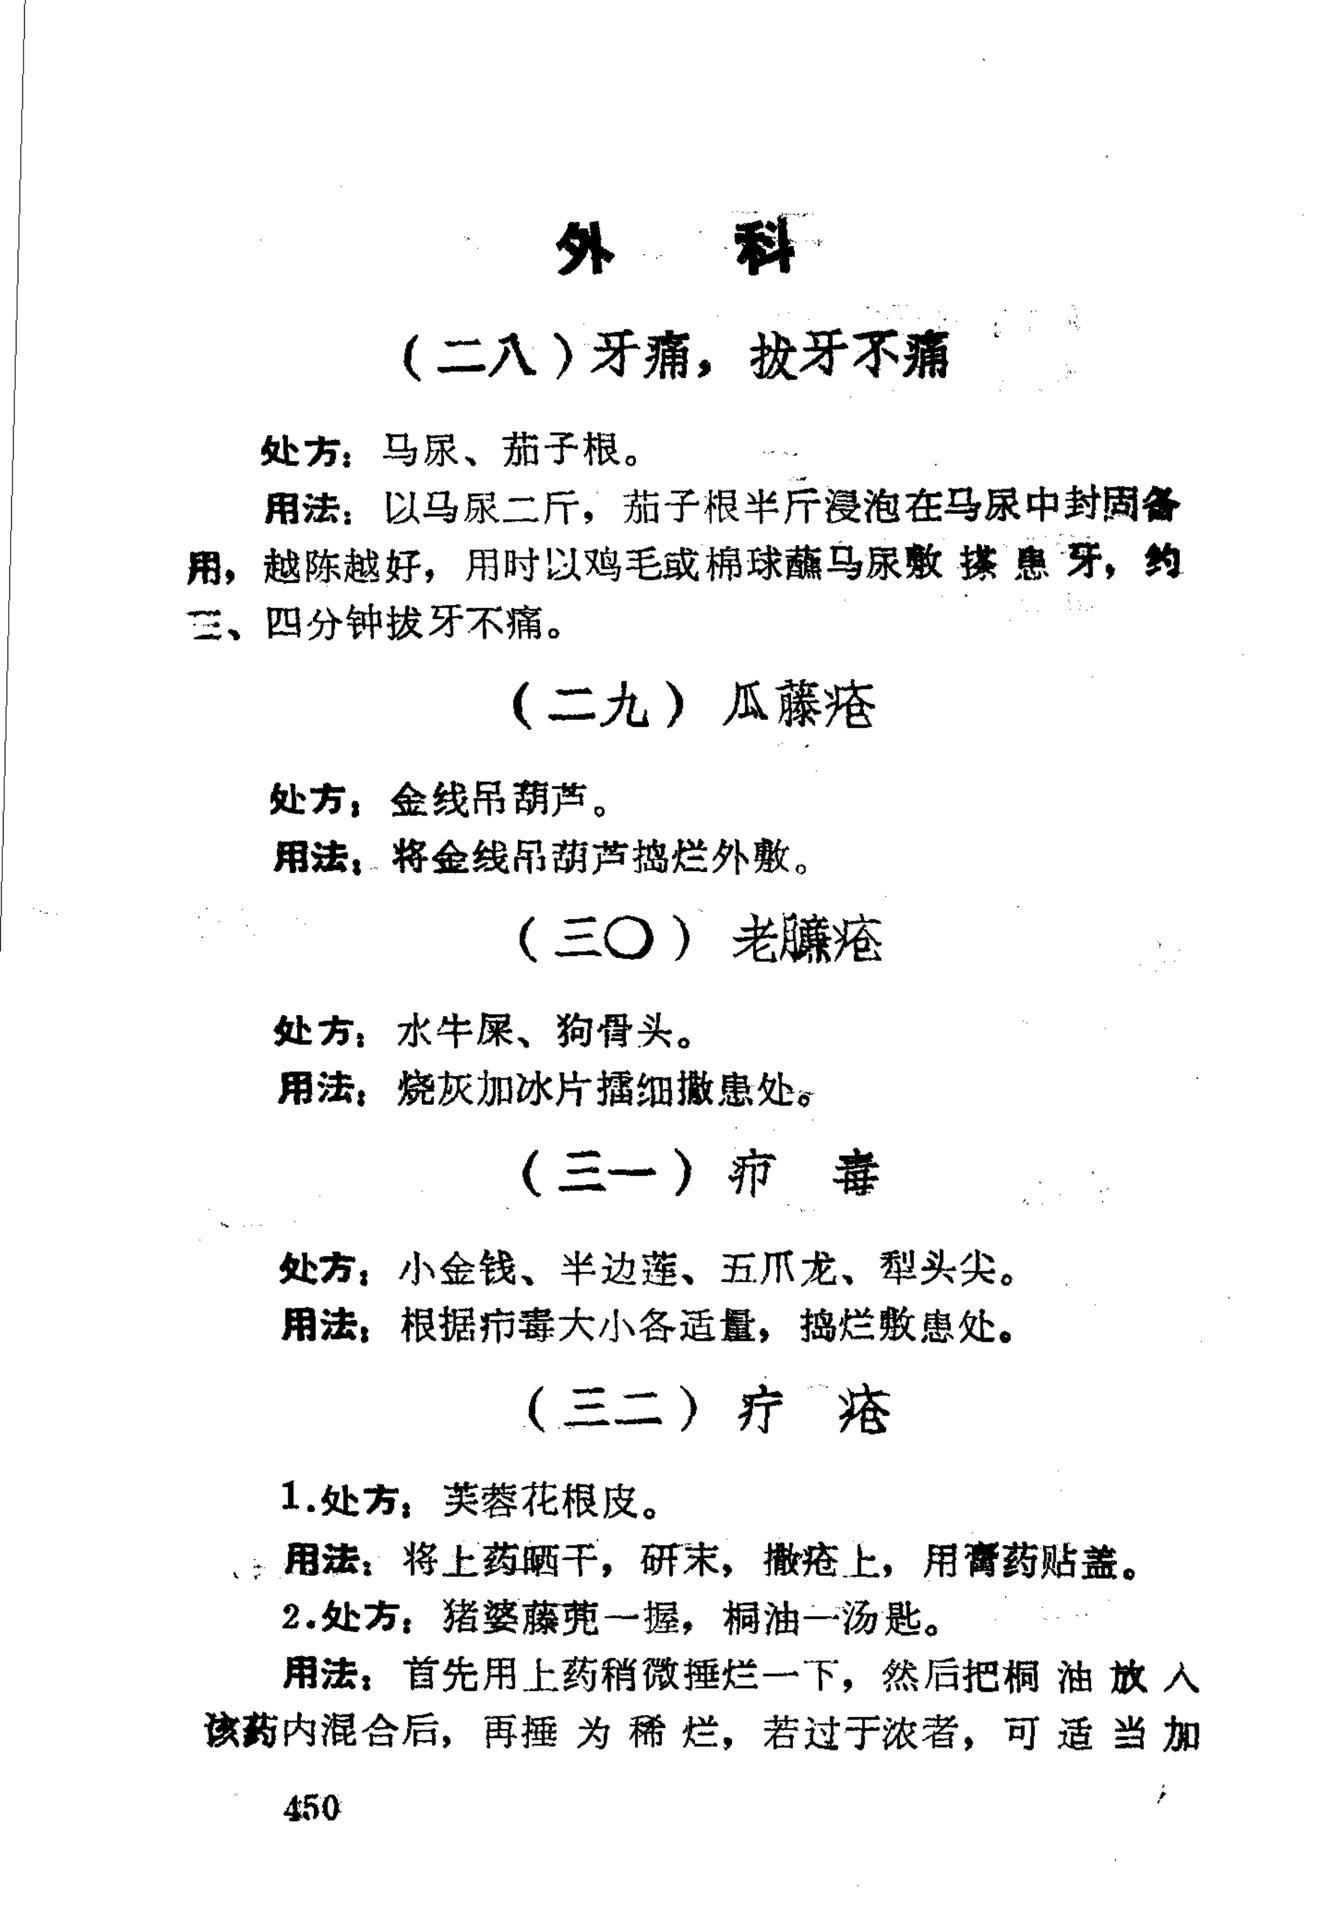 外 科
（二八）牙痛，拔牙不痛
处方：马尿、茄子根。
用法：以马尿二斤，茄子根半斤浸泡在马尿中封固备
用，越陈越好，用时以鸡毛或棉球蘸马尿敷搽患牙，约
三、四分钟拔牙不痛。
（二九）瓜藤疮
处方：金线吊葫芦。
用法：将金线吊葫芦捣烂外敷。
（三〇）老臁疮
处方：水牛屎、狗骨头。
用法：烧灰加冰片擂细撒患处。
（三一）疖 毒
处方：小金钱、半边莲、五爪龙、犁头尖。
用法：根据疖毒大小各适量，捣烂敷患处。
（三二）疔 疮
1.处方：芙蓉花根皮。
用法：将上药晒干，研末，撒疮上，用膏药贴盖。
2.处方：猪婆藤蔸一握，桐油一汤匙。
用法：首先用上药稍微捶烂一下，然后把桐油放入
该药内混合后，再捶为稀烂，若过于浓者，可适当加
450